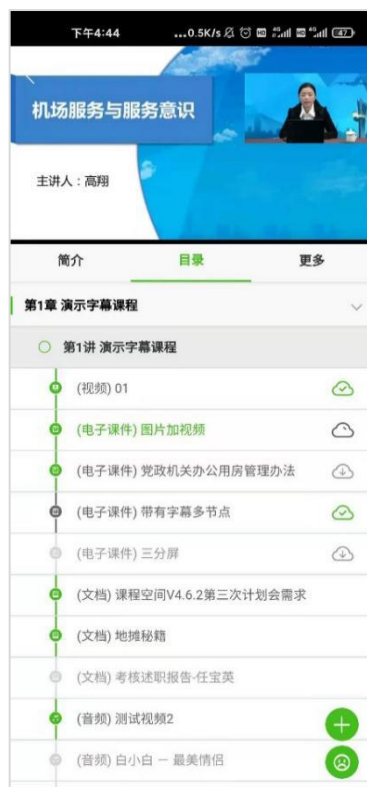 下午4:44
...0.5K/s HD 4G HD 4G 47
机场服务与服务意识
主讲人：高翔
简介 目录 更多
第1章 演示字幕课程
第1讲 演示字幕课程
(视频) 01
(电子课件) 图片加视频
(电子课件) 党政机关办公用房管理办法
(电子课件) 带有字幕多节点
(电子课件) 三分屏
(文档) 课程空间V4.6.2第三次计划会需求
(文档) 地摊秘籍
(文档) 考核述职报告-任宝英
(音频) 测试视频2
(音频) 白小白 － 最美情侣